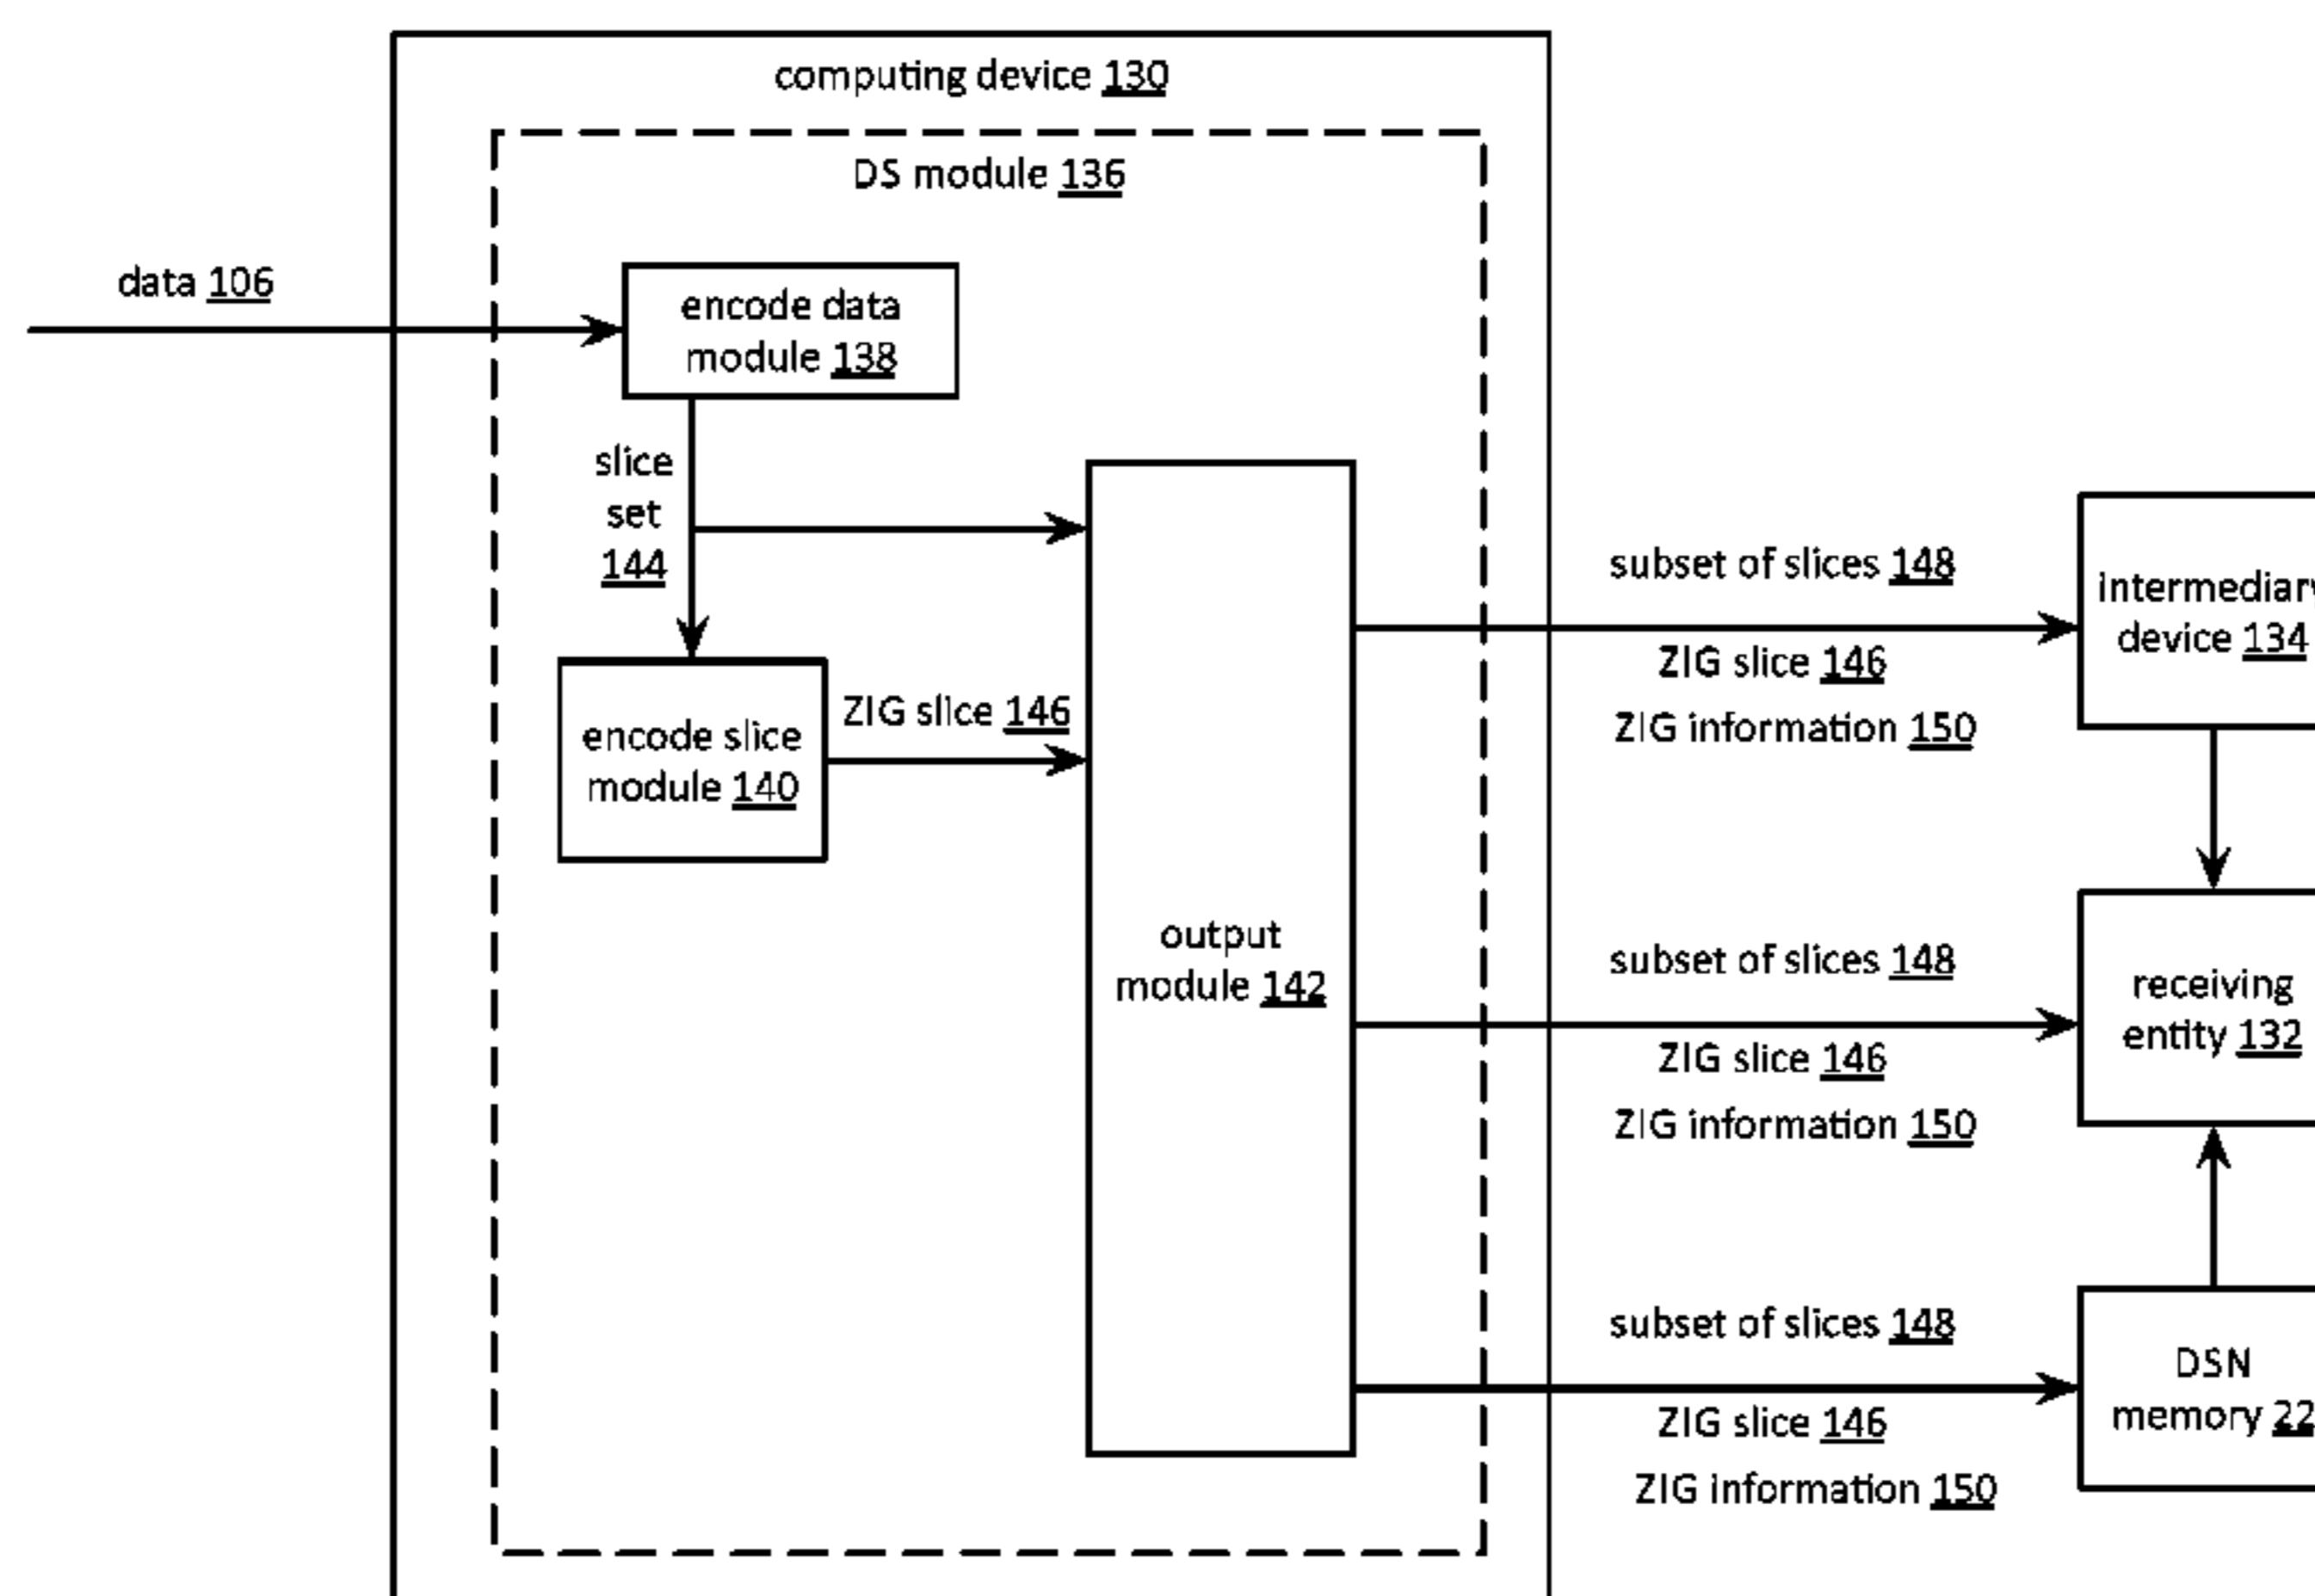 computing device 130
DS module 136
data 106
encode data
module 138
slice
set
144
encode slice
module 140
ZIG slice 146
output
module 142
subset of slices 148
ZIG slice 146
ZIG information 150
intermediary
device 134
subset of slices 148
ZIG slice 146
ZIG information 150
receiving
entity 132
subset of slices 148
ZIG slice 146
ZIG information 150
DSN
memory 22